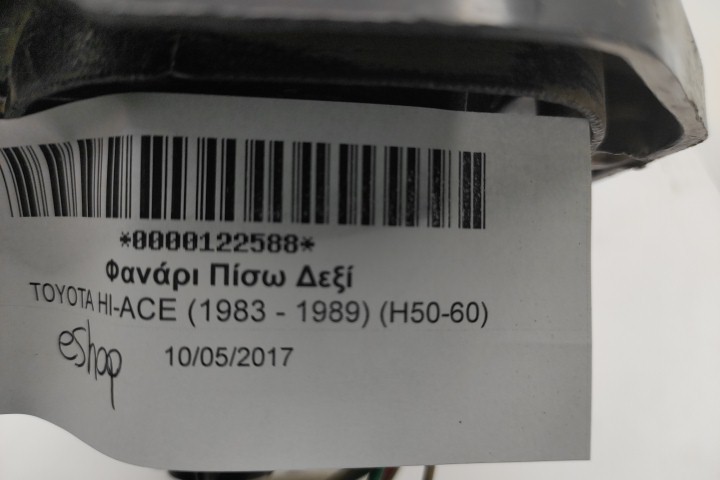 *0000122588*
Φανάρι Πίσω Δεξί
TOYOTA HI-ACE (1983 - 1989) (H50-60)
eshop 10/05/2017